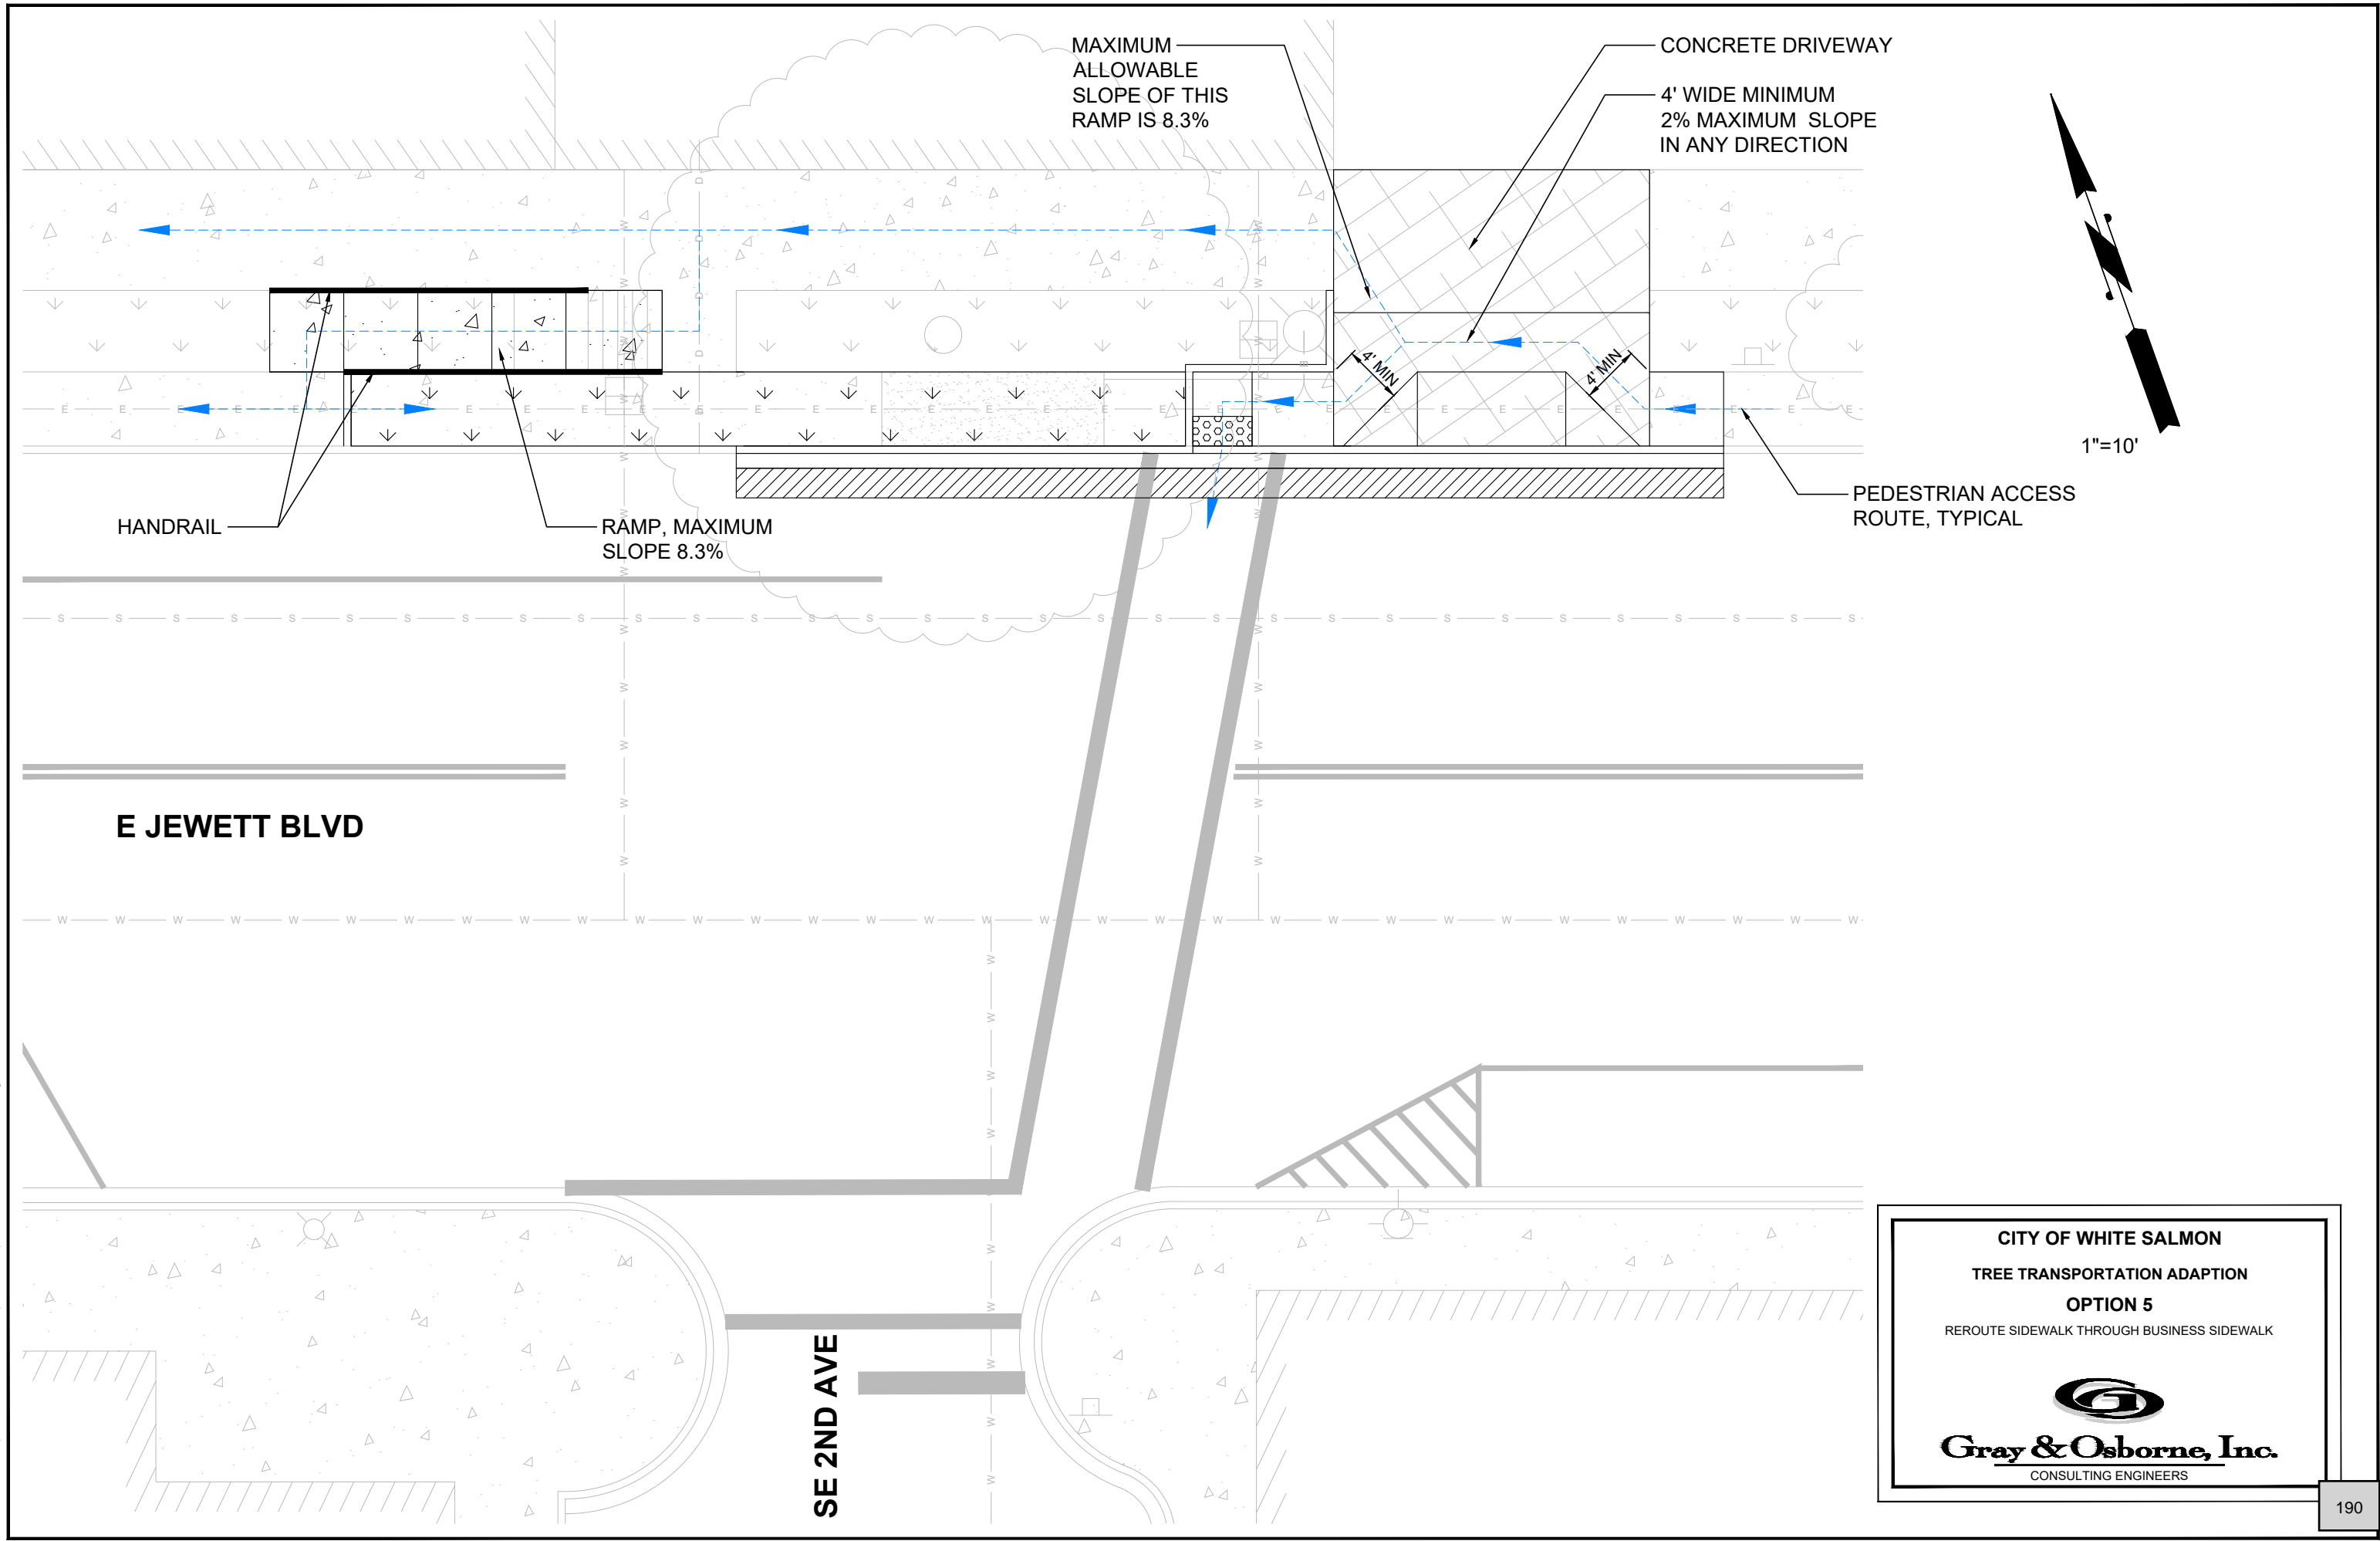 MAXIMUM
ALLOWABLE
SLOPE OF THIS
RAMP IS 8.3%
CONCRETE DRIVEWAY
4' WIDE MINIMUM
2% MAXIMUM  SLOPE
IN ANY DIRECTION
1"=10'
4' MIN
4' MIN
HANDRAIL
RAMP, MAXIMUM
SLOPE 8.3%
PEDESTRIAN ACCESS
ROUTE, TYPICAL
E JEWETT BLVD
SE 2ND AVE
CITY OF WHITE SALMON
TREE TRANSPORTATION ADAPTION
OPTION 5
REROUTE SIDEWALK THROUGH BUSINESS SIDEWALK
Gray & Osborne, Inc.
CONSULTING ENGINEERS
190